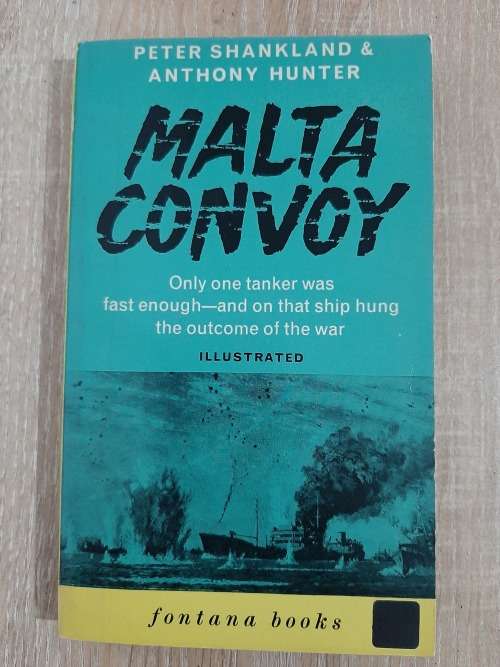 PETER SHANKLAND &
ANTHONY HUNTER
MALTA
CONVOY
Only one tanker was
fast enough—and on that ship hung
the outcome of the war
ILLUSTRATED
fontana books